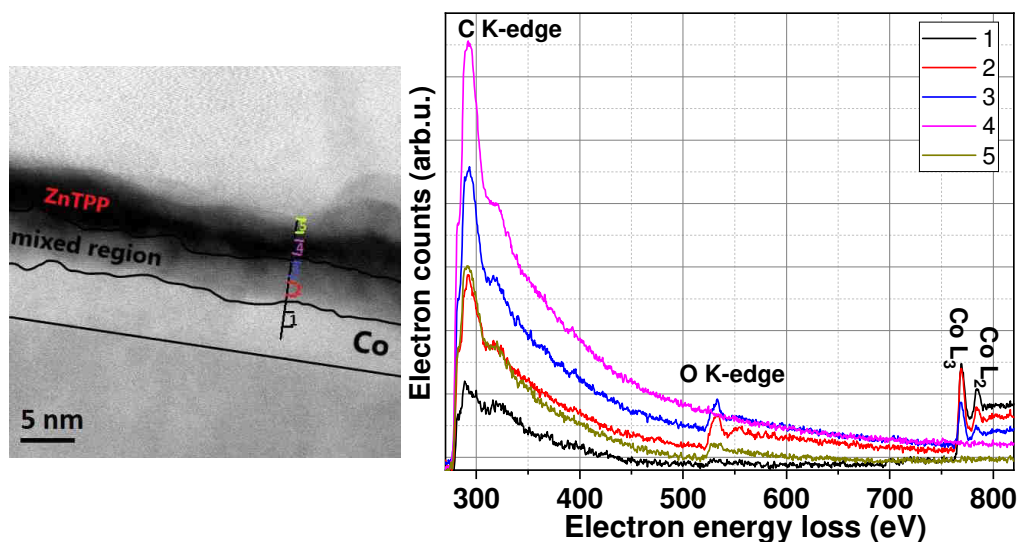 ZnTPP
mixed region
1
2
3
4
5
Co
5 nm
C K-edge
O K-edge
Co L3
Co L2
1
2
3
4
5
Electron counts (arb.u.)
300 400 500 600 700 800
Electron energy loss (eV)